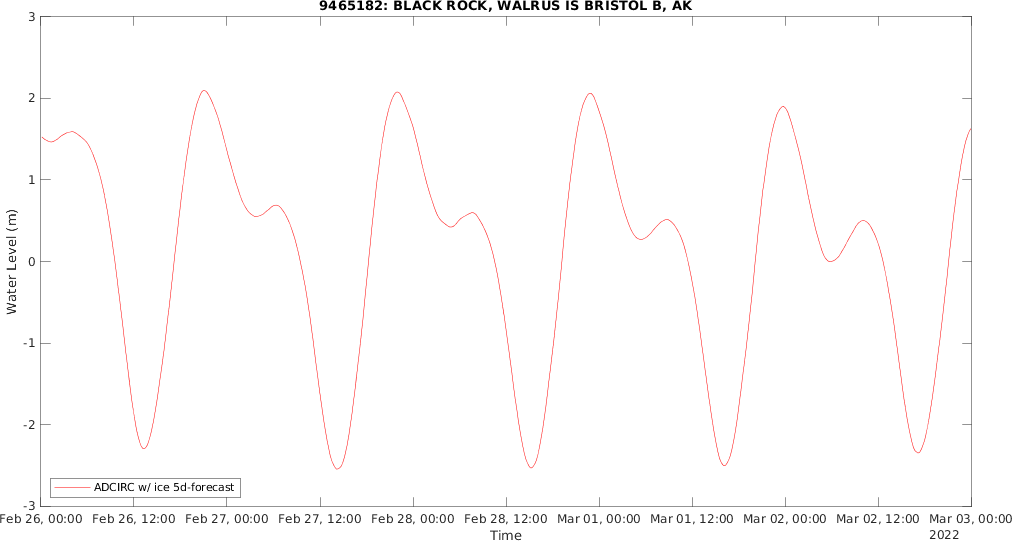 9465182: BLACK ROCK, WALRUS IS BRISTOL B, AK
3
2
1
0
-1
-2
-3
Water Level (m)
ADCIRC w/ ice 5d-forecast
Feb 26, 00:00 Feb 26, 12:00 Feb 27, 00:00 Feb 27, 12:00 Feb 28, 00:00 Feb 28, 12:00 Mar 01, 00:00 Mar 01, 12:00 Mar 02, 00:00 Mar 02, 12:00 Mar 03, 00:00
2022
Time